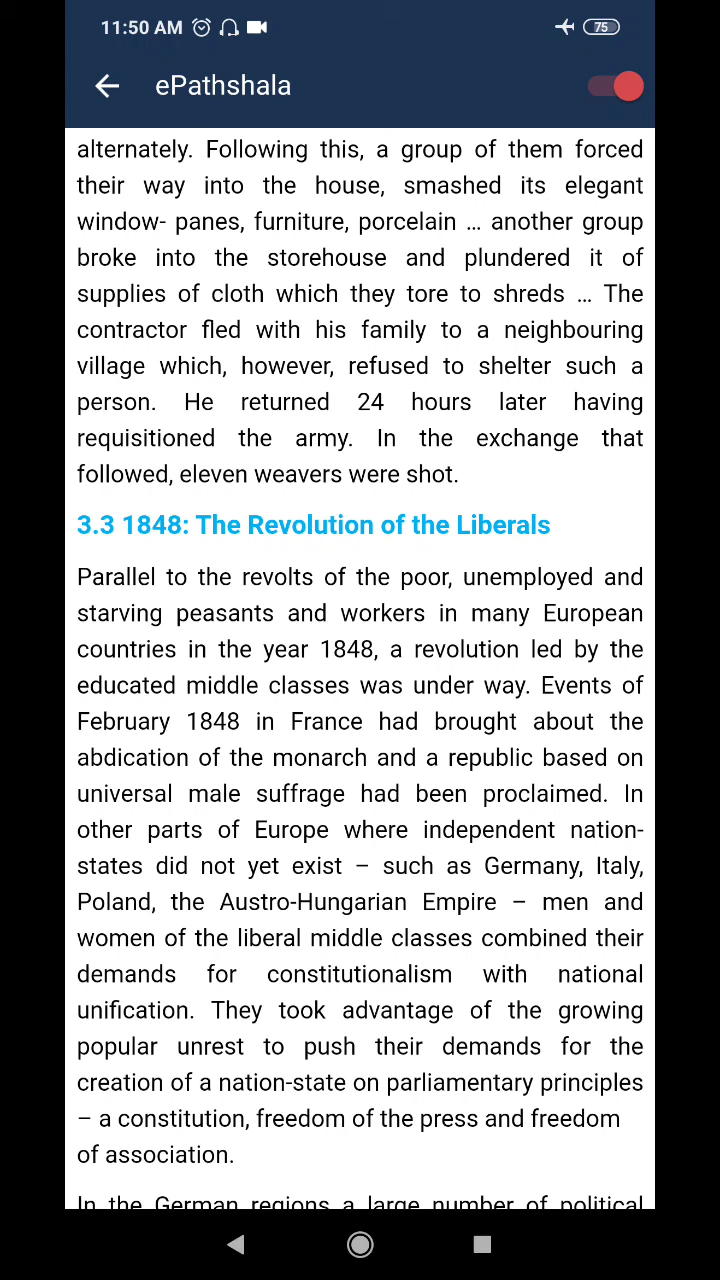 11:50 AM 75
ePathshala
alternately. Following this, a group of them forced
their way into the house, smashed its elegant
window- panes, furniture, porcelain … another group
broke into the storehouse and plundered it of
supplies of cloth which they tore to shreds … The
contractor fled with his family to a neighbouring
village which, however, refused to shelter such a
person. He returned 24 hours later having
requisitioned the army. In the exchange that
followed, eleven weavers were shot.
3.3 1848: The Revolution of the Liberals
Parallel to the revolts of the poor, unemployed and
starving peasants and workers in many European
countries in the year 1848, a revolution led by the
educated middle classes was under way. Events of
February 1848 in France had brought about the
abdication of the monarch and a republic based on
universal male suffrage had been proclaimed. In
other parts of Europe where independent nation-
states did not yet exist – such as Germany, Italy,
Poland, the Austro-Hungarian Empire – men and
women of the liberal middle classes combined their
demands for constitutionalism with national
unification. They took advantage of the growing
popular unrest to push their demands for the
creation of a nation-state on parliamentary principles
– a constitution, freedom of the press and freedom
of association.
In the German regions a large number of political